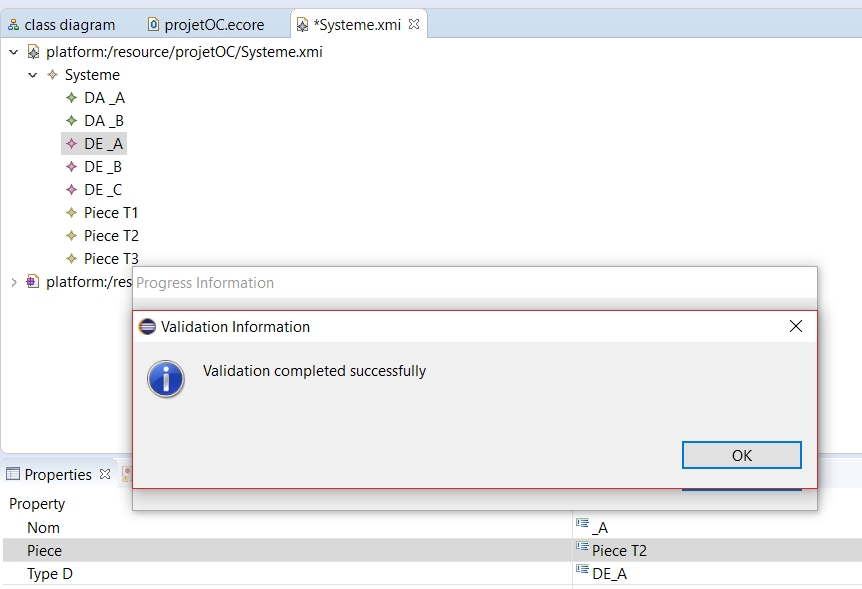 class diagram
projetOC.ecore
*Systeme.xmi
platform:/resource/projetOC/Systeme.xmi
Systeme
DA _A
DA _B
DE _A
DE _B
DE _C
Piece T1
Piece T2
Piece T3
platform:/res
Progress Information
Validation Information
Validation completed successfully
OK
Properties
Property
Nom
_A
Piece
Piece T2
Type D
DE_A